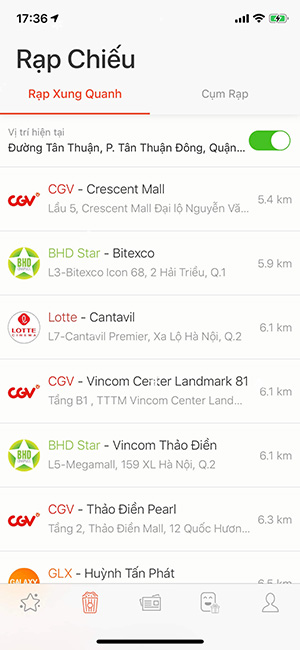 17:36
Rạp Chiếu
Rạp Xung Quanh
Cụm Rạp
Vị trí hiện tại
Đường Tân Thuận, P. Tân Thuận Đông, Quận...
CGV
CGV - Crescent Mall
5.4 km
Lầu 5, Crescent Mall Đại lộ Nguyễn Vă...
BHD
BHD Star - Bitexco
5.9 km
L3-Bitexco Icon 68, 2 Hải Triều, Q.1
LOTTE
CINEMA
Lotte - Cantavil
6.1 km
L7-Cantavil Premier, Xa Lộ Hà Nội, Q.2
CGV
CGV - Vincom Center Landmark 81
6.1 km
Tầng B1 , TTTM Vincom Center Land...
BHD
BHD Star - Vincom Thảo Điền
6.1 km
L5-Megamall, 159 XL Hà Nội, Q.2
CGV
CGV - Thảo Điền Pearl
6.3 km
Tầng 2, Thảo Điền Mall, 12 Quốc Hươn...
GALAXY
GLX - Huỳnh Tấn Phát
6.5 km